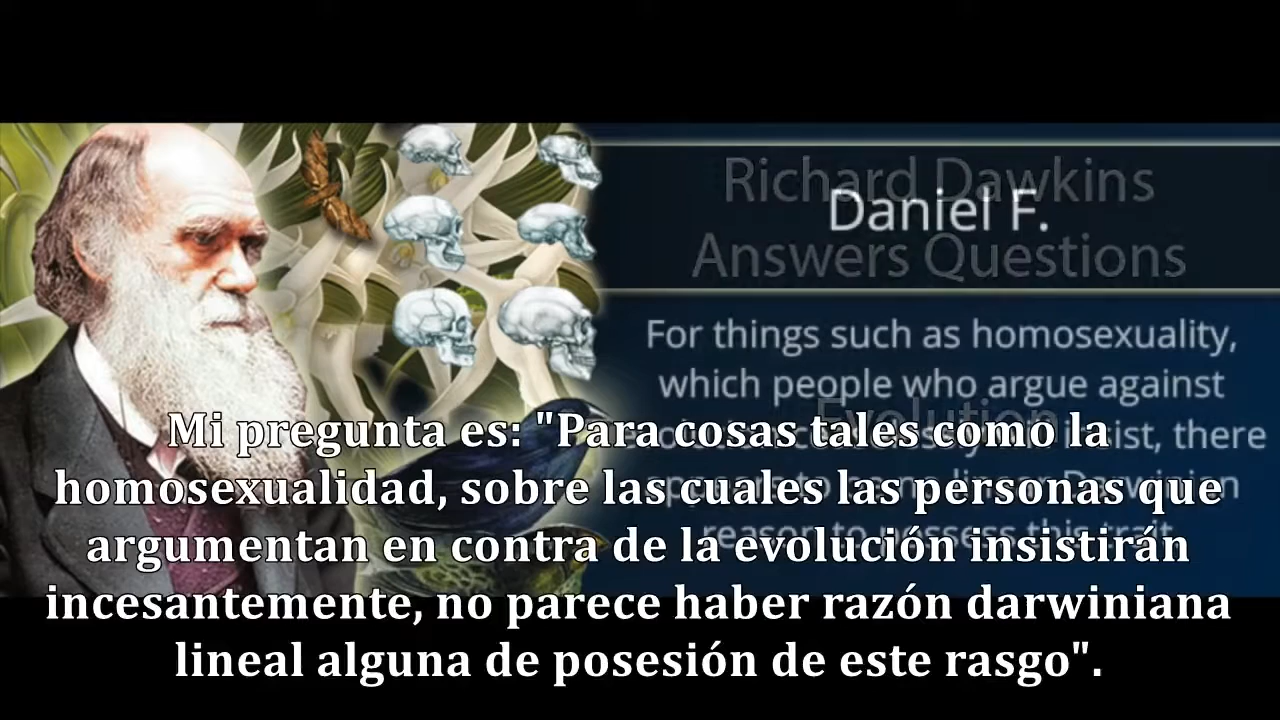 Richard Dawkins
Daniel F.
Answers Questions
For things such as homosexuality,
which people who argue against
there
Mi pregunta es: "Para cosas tales como la
homosexualidad, sobre las cuales las personas que
argumentan en contra de la evolución insistirán
incesantemente, no parece haber razón darwiniana
lineal alguna de posesión de este rasgo".